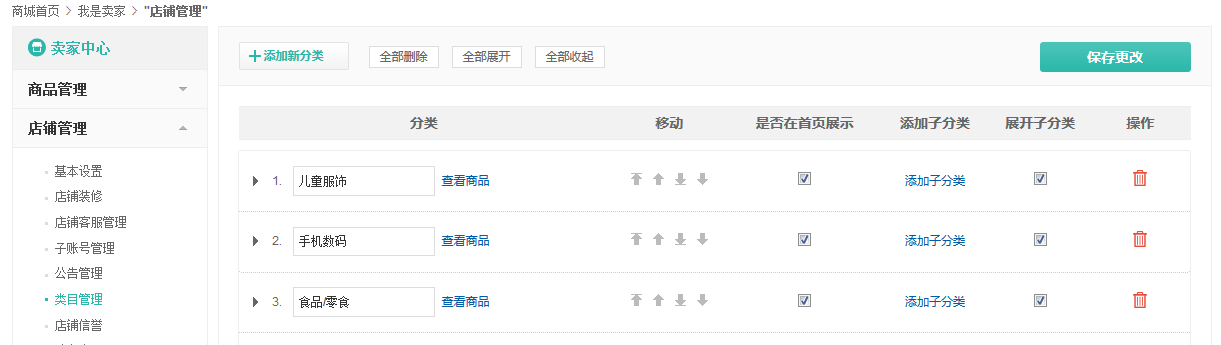 商城首页 > 我是卖家 > "店铺管理"
卖家中心
商品管理
店铺管理
基本设置
店铺装修
店铺客服管理
子账号管理
公告管理
类目管理
店铺信誉
添加新分类 全部删除 全部展开 全部收起 保存更改
分类 移动 是否在首页展示 添加子分类 展开子分类 操作
1. 儿童服饰 查看商品 添加子分类
2. 手机数码 查看商品 添加子分类
3. 食品/零食 查看商品 添加子分类